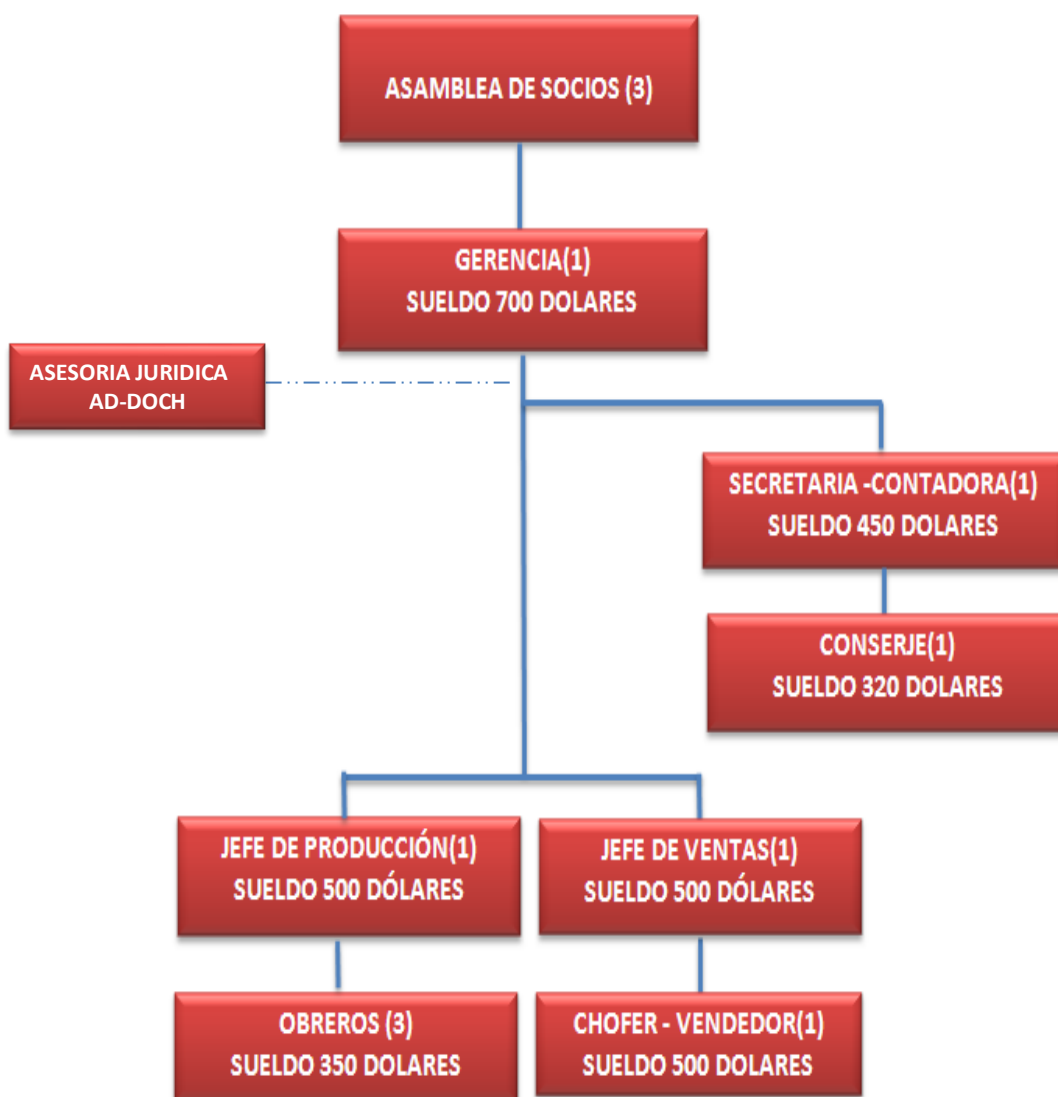 ASAMBLEA DE SOCIOS (3)
GERENCIA(1)
SUELDO 700 DOLARES
ASESORIA JURIDICA
AD-DOCH
SECRETARIA -CONTADORA(1)
SUELDO 450 DOLARES
CONSERJE(1)
SUELDO 320 DOLARES
JEFE DE PRODUCCIÓN(1)
SUELDO 500 DÓLARES
JEFE DE VENTAS(1)
SUELDO 500 DÓLARES
OBREROS (3)
SUELDO 350 DOLARES
CHOFER - VENDEDOR(1)
SUELDO 500 DOLARES